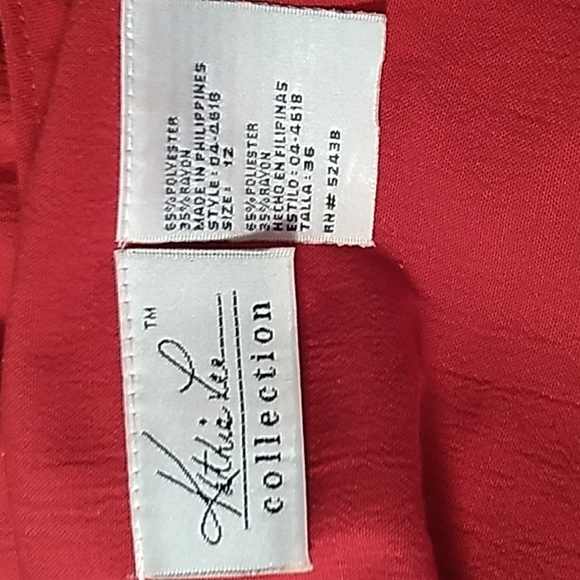 65%POLYESTER
35%RAYON
MADE IN PHILIPPINES
STYLE: 04-4618
SIZE: 12
65%POLIESTER
35%RAYON
HECHO EN FILIPINAS
ESTILO: 04-4618
TALLA: 36
RN# 52438
Kathie Lee TM
collection